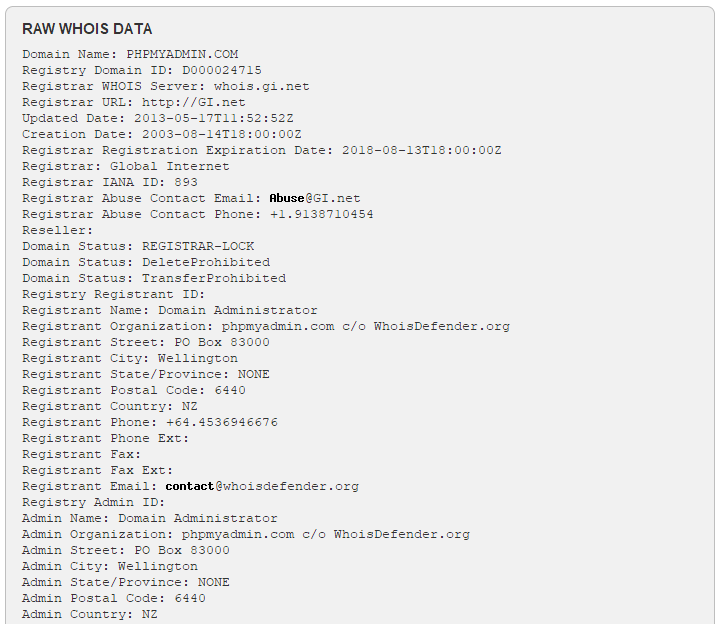 RAW WHOIS DATA
Domain Name: PHPMYADMIN.COM
Registry Domain ID: D000024715
Registrar WHOIS Server: whois.gi.net
Registrar URL: http://GI.net
Updated Date: 2013-05-17T11:52:52Z
Creation Date: 2003-08-14T18:00:00Z
Registrar Registration Expiration Date: 2018-08-13T18:00:00Z
Registrar: Global Internet
Registrar IANA ID: 893
Registrar Abuse Contact Email: Abuse@GI.net
Registrar Abuse Contact Phone: +1.9138710454
Reseller:
Domain Status: REGISTRAR-LOCK
Domain Status: DeleteProhibited
Domain Status: TransferProhibited
Registry Registrant ID:
Registrant Name: Domain Administrator
Registrant Organization: phpmyadmin.com c/o WhoisDefender.org
Registrant Street: PO Box 83000
Registrant City: Wellington
Registrant State/Province: NONE
Registrant Postal Code: 6440
Registrant Country: NZ
Registrant Phone: +64.4536946676
Registrant Phone Ext:
Registrant Fax:
Registrant Fax Ext:
Registrant Email: contact@whoisdefender.org
Registry Admin ID:
Admin Name: Domain Administrator
Admin Organization: phpmyadmin.com c/o WhoisDefender.org
Admin Street: PO Box 83000
Admin City: Wellington
Admin State/Province: NONE
Admin Postal Code: 6440
Admin Country: NZ